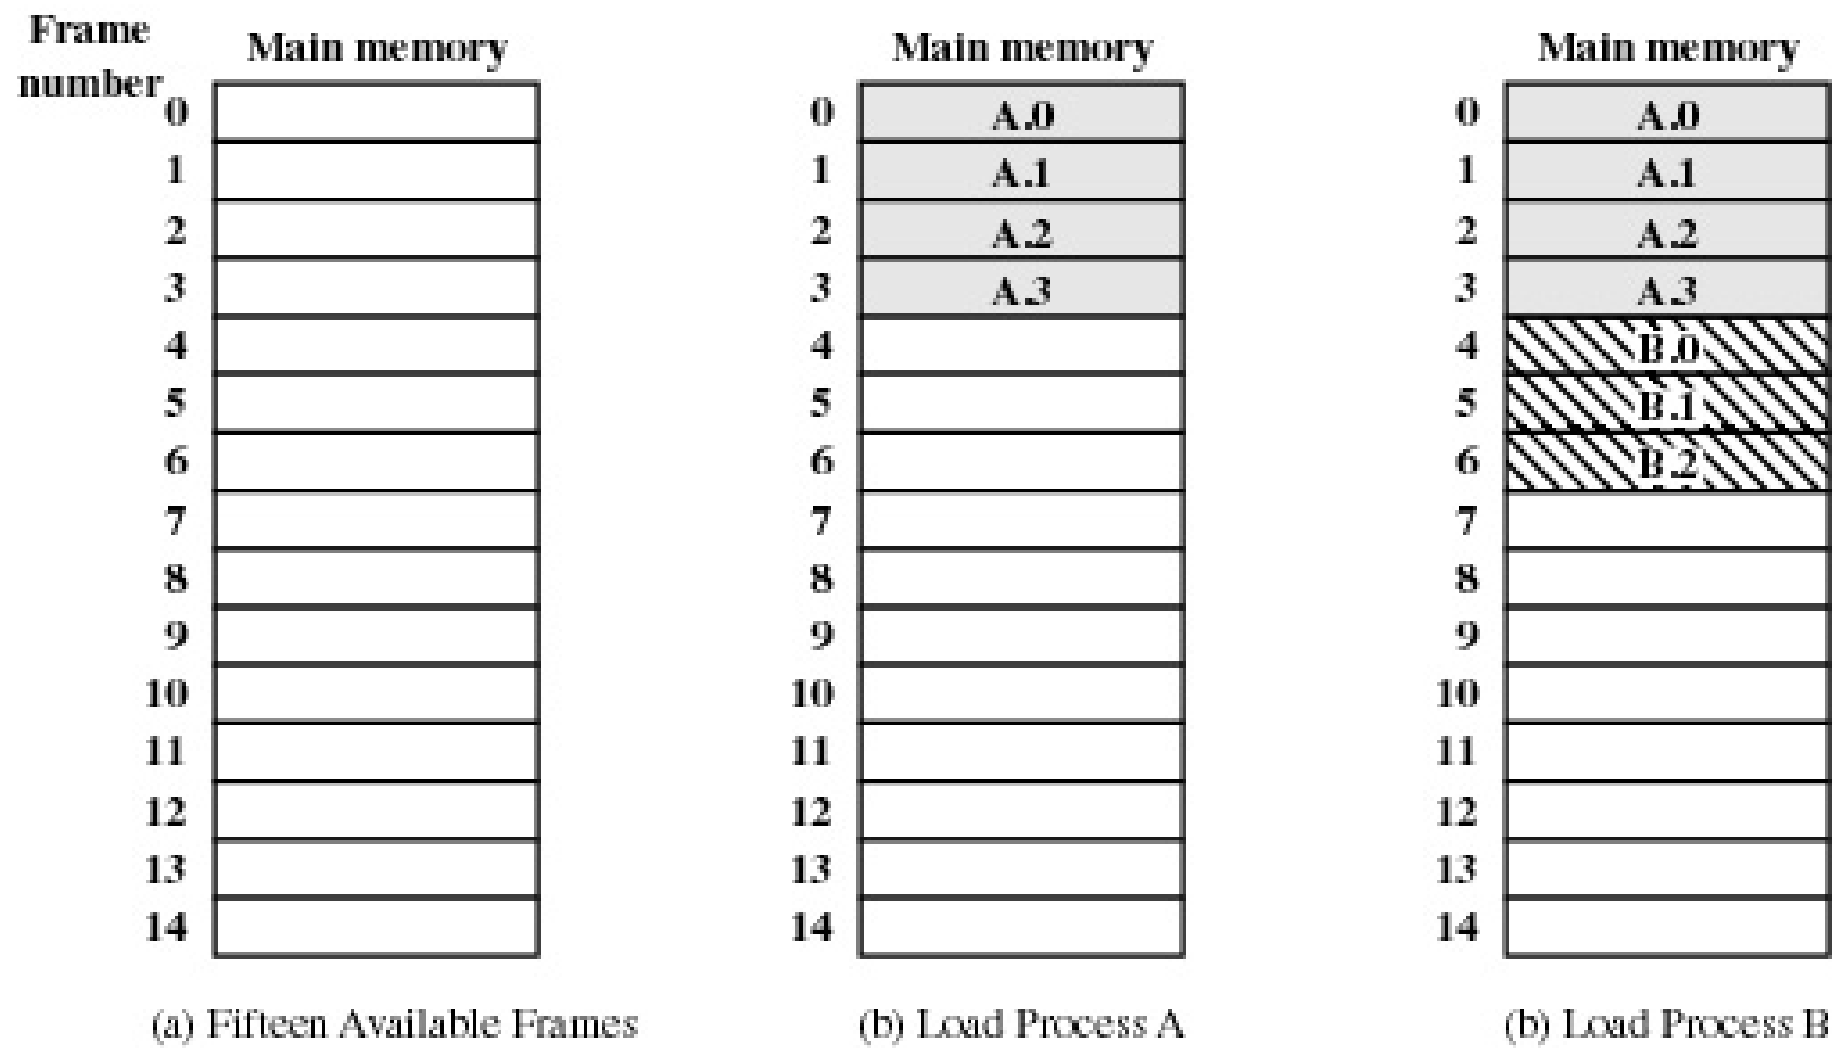 Frame
number
Main memory
0
1
2
3
4
5
6
7
8
9
10
11
12
13
14
(a) Fifteen Available Frames
Main memory
0 A.0
1 A.1
2 A.2
3 A.3
4
5
6
7
8
9
10
11
12
13
14
(b) Load Process A
Main memory
0 A.0
1 A.1
2 A.2
3 A.3
4 B.0
5 B.1
6 B.2
7
8
9
10
11
12
13
14
(b) Load Process B